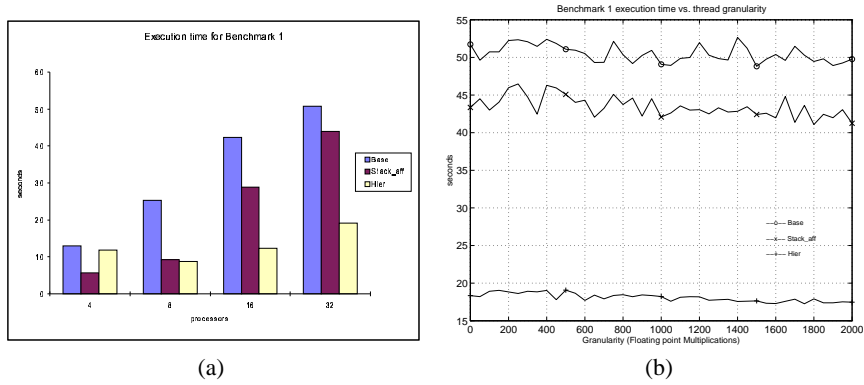 Execution time for Benchmark 1
60
50
40
30
20
10
0
seconds
4 8 16 32
processors
Base
Stack_aff
Hier
(a)
Benchmark 1 execution time vs. thread granularity
55
50
45
40
35
30
25
20
15
seconds
Base
Stack_aff
Hier
0 200 400 600 800 1000 1200 1400 1600 1800 2000
Granularity (Floating point Multiplications)
(b)